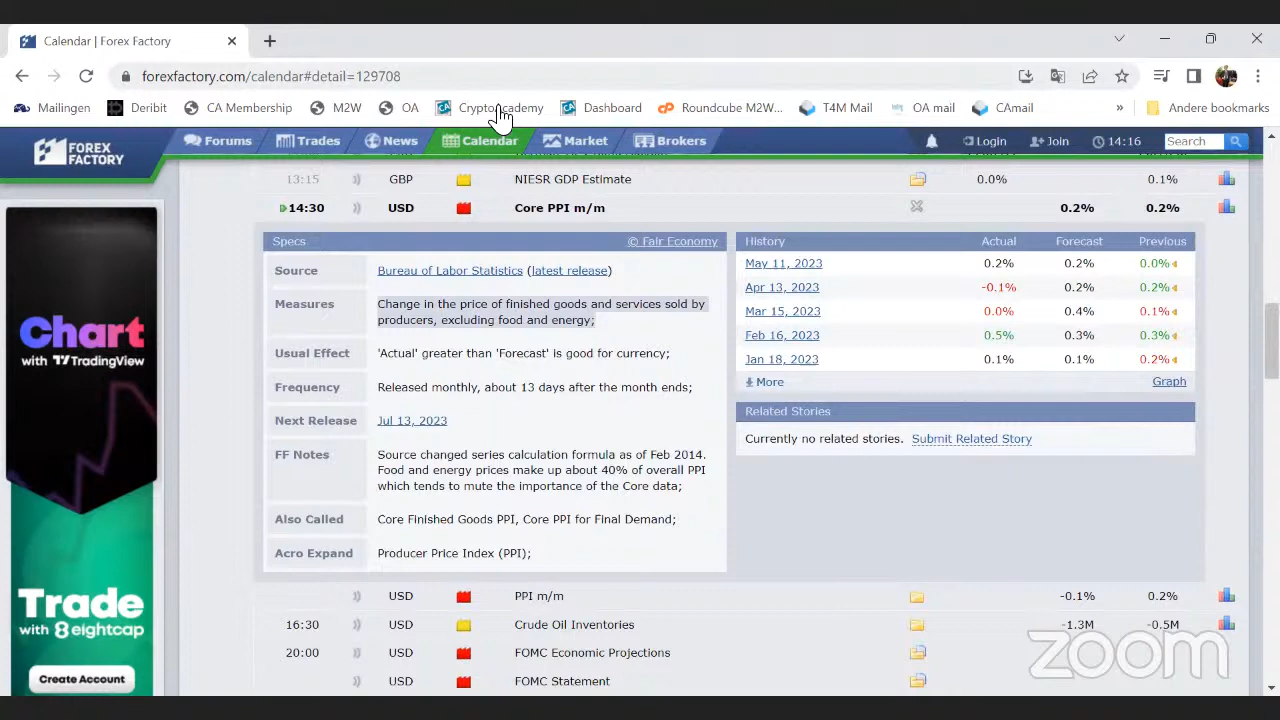 Calendar | Forex Factory
forexfactory.com/calendar#detail=129708
Mailingen Deribit CA Membership M2W OA CryptoAcademy Dashboard Roundcube M2W... T4M Mail OA mail CAmail » Andere bookmarks
FOREX FACTORY Forums Trades News Calendar Market Brokers Login Join 14:16 Search
13:15 GBP NIESR GDP Estimate 0.0% 0.1%
14:30 USD Core PPI m/m 0.2% 0.2%
Specs © Fair Economy
Source Bureau of Labor Statistics (latest release)
Measures Change in the price of finished goods and services sold by
producers, excluding food and energy;
Usual Effect 'Actual' greater than 'Forecast' is good for currency;
Frequency Released monthly, about 13 days after the month ends;
Next Release Jul 13, 2023
FF Notes Source changed series calculation formula as of Feb 2014.
Food and energy prices make up about 40% of overall PPI
which tends to mute the importance of the Core data;
Also Called Core Finished Goods PPI, Core PPI for Final Demand;
Acro Expand Producer Price Index (PPI);
History Actual Forecast Previous
May 11, 2023 0.2% 0.2% 0.0%
Apr 13, 2023 -0.1% 0.2% 0.2%
Mar 15, 2023 0.0% 0.4% 0.1%
Feb 16, 2023 0.5% 0.3% 0.3%
Jan 18, 2023 0.1% 0.1% 0.2%
More Graph
Related Stories
Currently no related stories. Submit Related Story
PPI m/m USD -0.1% 0.2%
16:30 USD Crude Oil Inventories -1.3M -0.5M
20:00 USD FOMC Economic Projections
USD FOMC Statement
Chart
with TradingView
Trade
with 8eightcap
Create Account
zoom